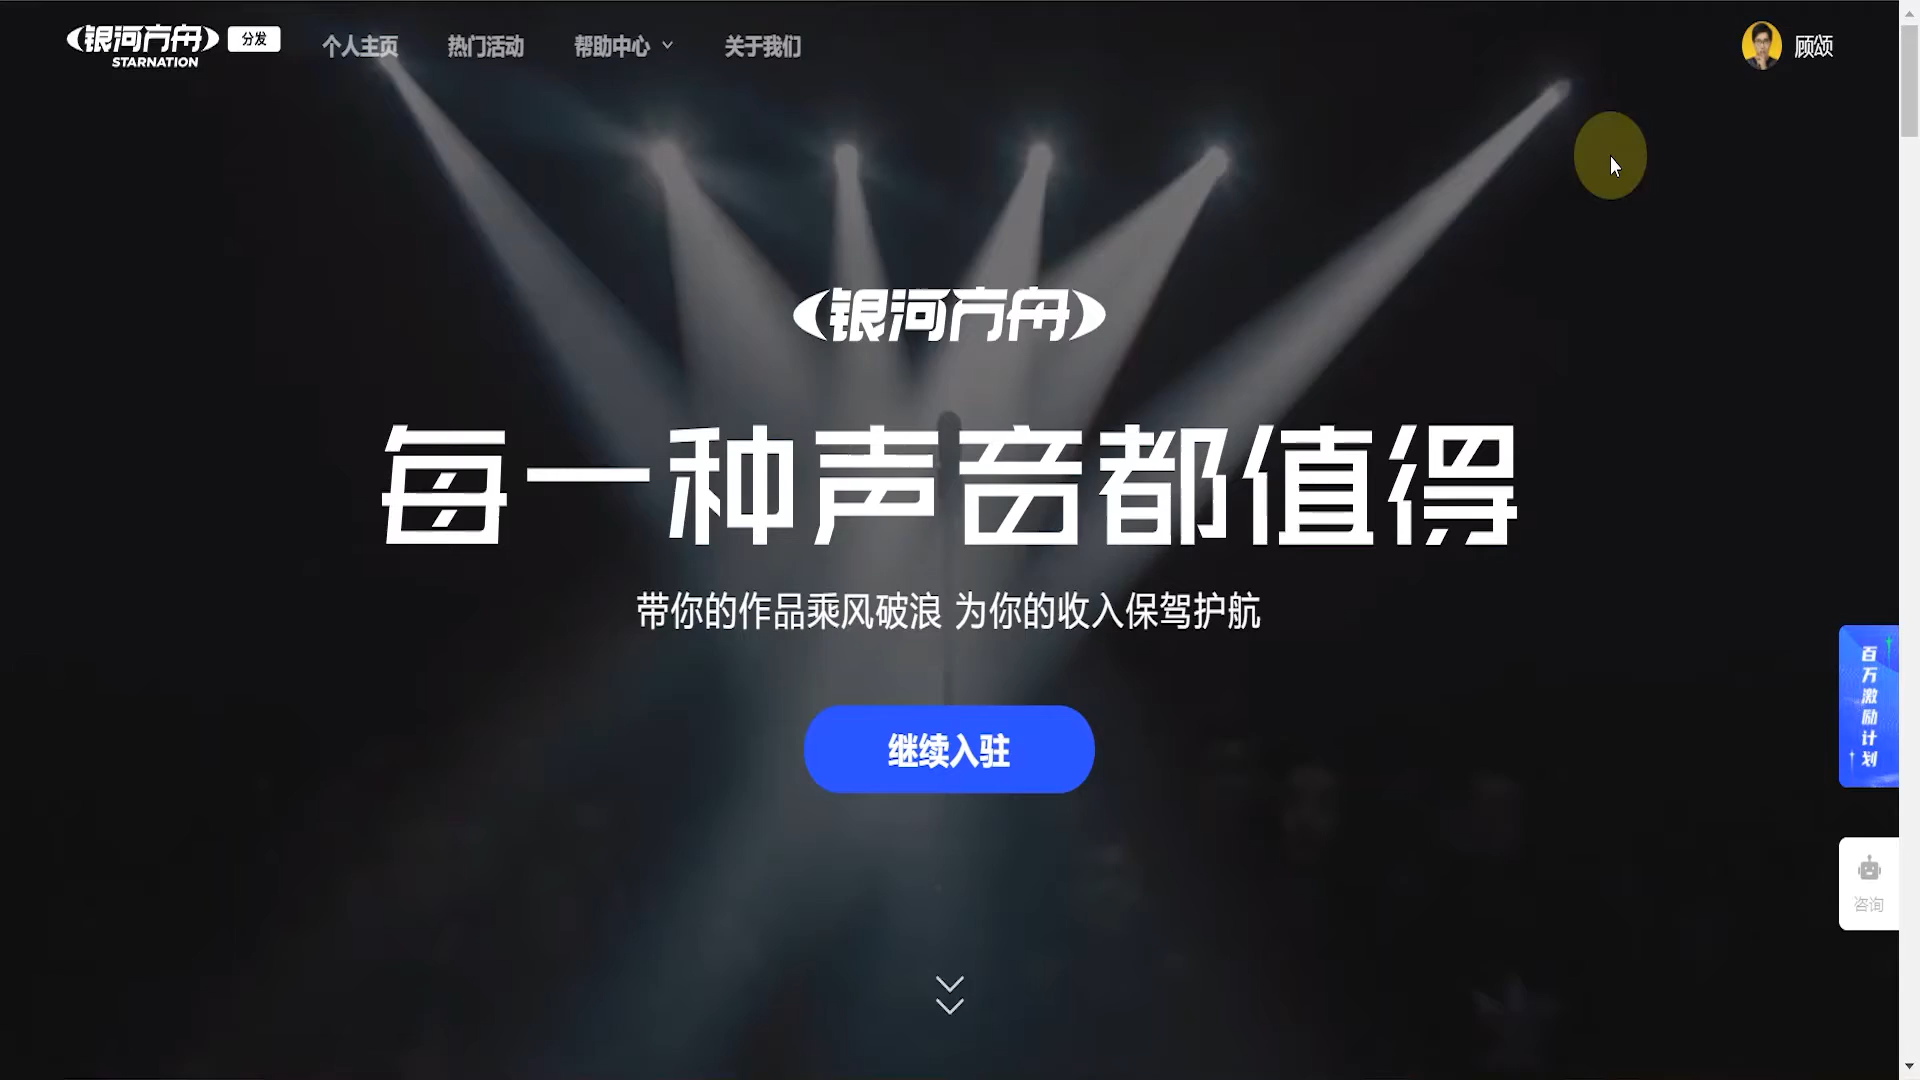 银河方舟 分发
STARNATION
个人主页 热门活动 帮助中心 关于我们 顾颂
银河方舟
每一种声音都值得
带你的作品乘风破浪 为你的收入保驾护航
继续入驻
百万激励计划
咨询